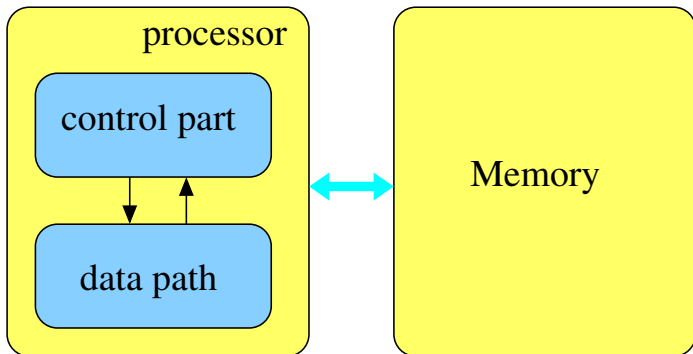 processor
control part
data path
Memory